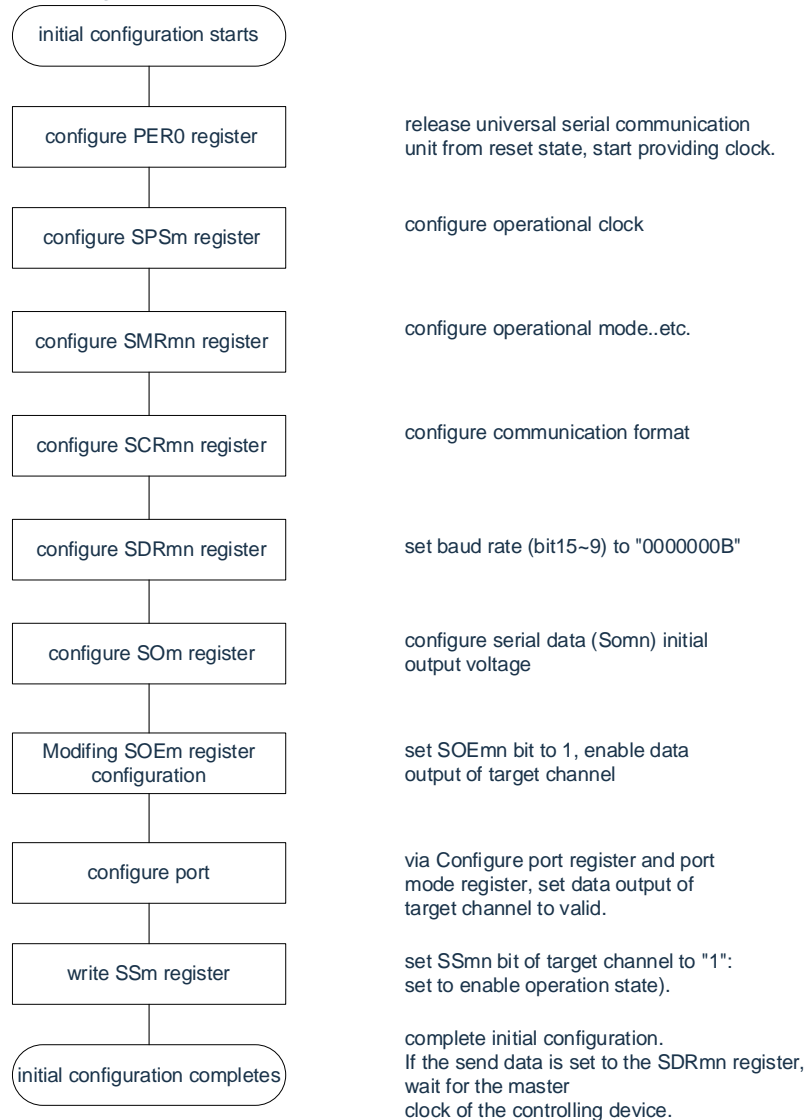 initial configuration starts
configure PER0 register
release universal serial communication
unit from reset state, start providing clock.
configure SPSm register
configure operational clock
configure SMRmn register
configure operational mode..etc.
configure SCRmn register
configure communication format
configure SDRmn register
set baud rate (bit15~9) to "0000000B"
configure SOm register
configure serial data (Somn) initial
output voltage
Modifing SOEm register
configuration
set SOEmn bit to 1, enable data
output of target channel
configure port
via Configure port register and port
mode register, set data output of
target channel to valid.
write SSm register
set SSmn bit of target channel to "1":
set to enable operation state).
initial configuration completes
complete initial configuration.
If the send data is set to the SDRmn register,
wait for the master
clock of the controlling device.